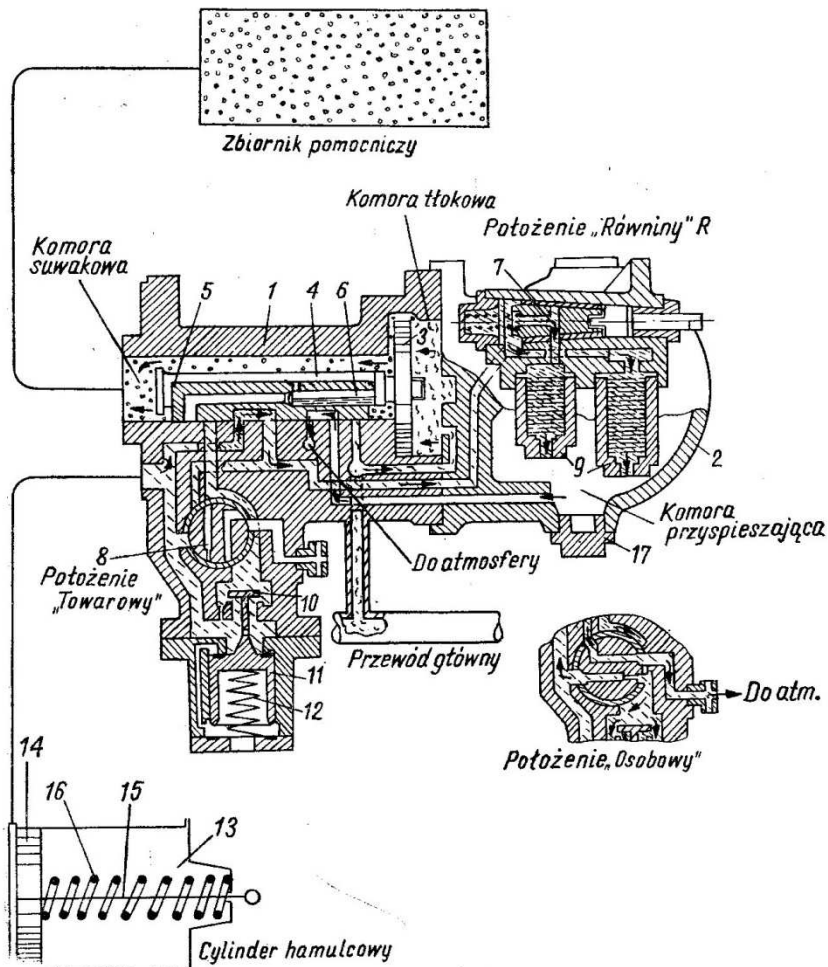 Zbiornik pomocniczy
Komora tłokowa
Położenie „Równiny" R
Komora
suwakowa
5
1
4
6
7
3
2
9
Komora
przyspieszająca
17
8
Położenie
„Towarowy"
Do atmosfery
10
Przewód główny
11
12
Do atm.
Położenie „Osobowy"
14
16
15
13
Cylinder hamulcowy